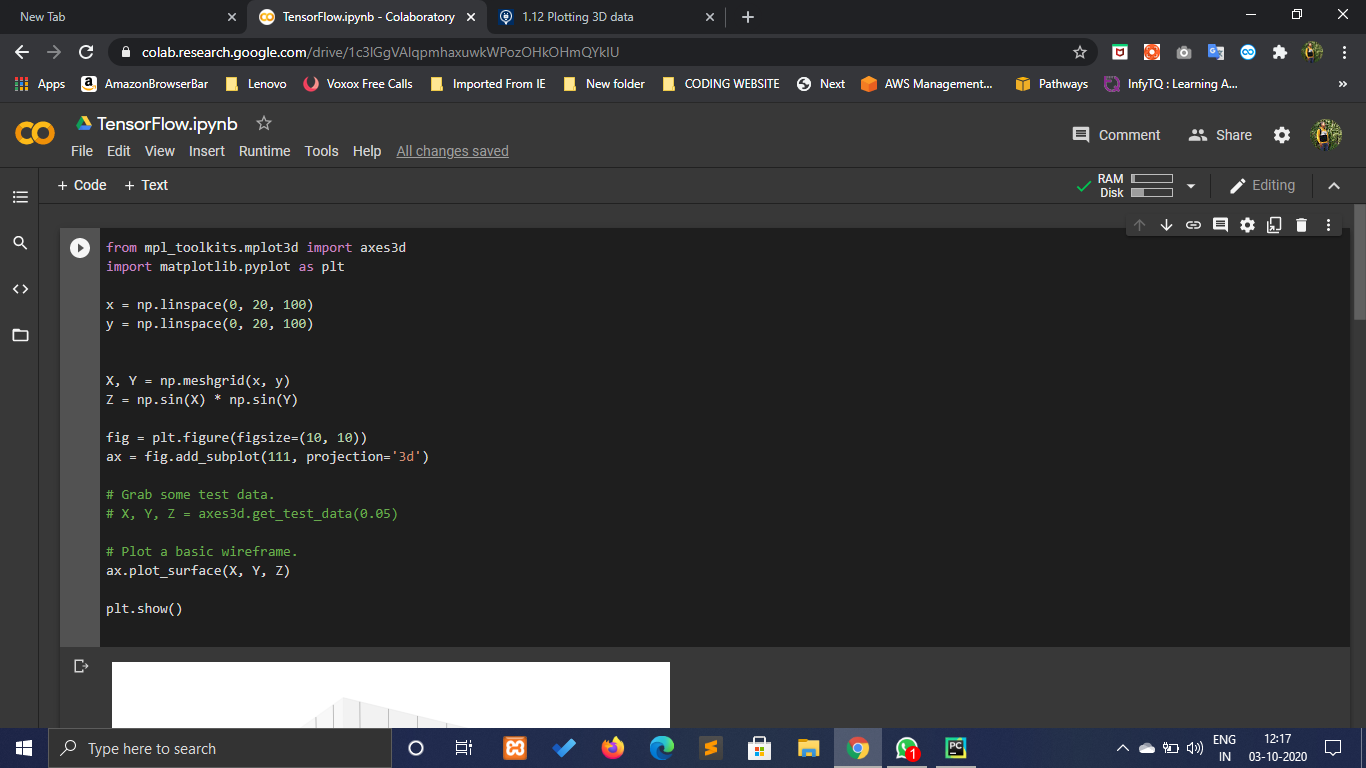 New Tab
TensorFlow.ipynb - Colaboratory
1.12 Plotting 3D data
colab.research.google.com/drive/1c3lGgVAlqpmhaxuwkWPozOHkOHmQYkIU
Apps
AmazonBrowserBar
Lenovo
Voxox Free Calls
Imported From IE
New folder
CODING WEBSITE
Next
AWS Management...
Pathways
InfyTQ : Learning A...
TensorFlow.ipynb
Comment
Share
File Edit View Insert Runtime Tools Help All changes saved
+ Code + Text
RAM
Disk
Editing
from mpl_toolkits.mplot3d import axes3d
import matplotlib.pyplot as plt
x = np.linspace(0, 20, 100)
y = np.linspace(0, 20, 100)
X, Y = np.meshgrid(x, y)
Z = np.sin(X) * np.sin(Y)
fig = plt.figure(figsize=(10, 10))
ax = fig.add_subplot(111, projection='3d')
# Grab some test data.
# X, Y, Z = axes3d.get_test_data(0.05)
# Plot a basic wireframe.
ax.plot_surface(X, Y, Z)
plt.show()
Type here to search
1
PC
ENG
IN
12:17
03-10-2020